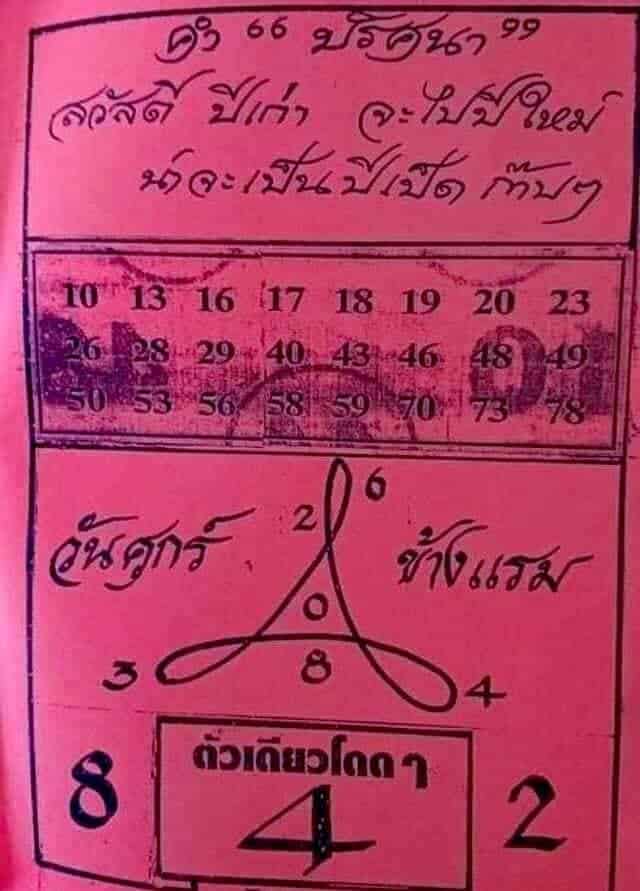 คำ “ ปริศนา ”
สวัสดี ปีเก่า จะไปปีใหม่
น่าจะเป็นปีเป็ด ก๊าบๆ
10 13 16 17 18 19 20 23
26 28 29 40 43 46 48 49
50 53 56 58 59 70 73 78
6
2
วันศุกร์ ข้างแรม
0
8
3 4
ตัวเดียวโดด ๆ
8 4 2